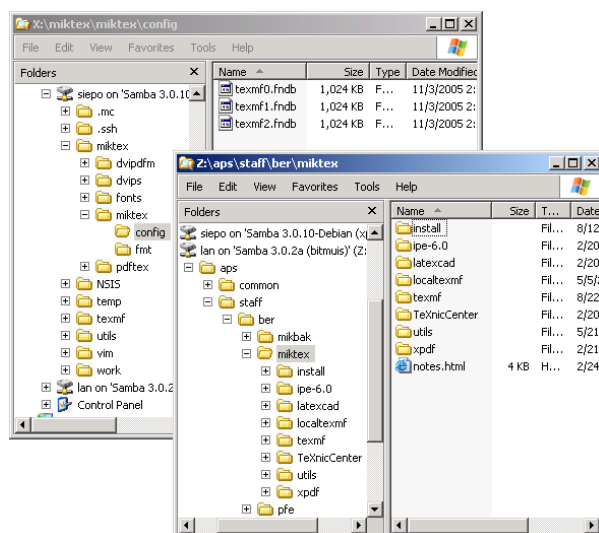 X:\miktex\miktex\config
File Edit View Favorites Tools Help
Folders
Name Size Type Date Modified
siepo on 'Samba 3.0.10
.mc
.ssh
miktex
dvipdfm
dvips
fonts
miktex
config
fmt
pdftex
NSIS
temp
texmf
utils
vim
work
lan on 'Samba 3.0.2
Control Panel
texmf0.fndb 1,024 KB F... 11/3/2005 2:
texmf1.fndb 1,024 KB F... 11/3/2005 2:
texmf2.fndb 1,024 KB F... 11/3/2005 2:
Z:\aps\staff\ber\miktex
File Edit View Favorites Tools Help
Folders
Name Size T... Date
siepo on 'Samba 3.0.10-Debian (x
lan on 'Samba 3.0.2a (bitmuis)' (Z:
aps
common
staff
ber
mikbak
miktex
install
ipe-6.0
latexcad
localtexmf
texmf
TeXnicCenter
utils
xpdf
pfe
install Fil... 8/12
ipe-6.0 Fil... 2/20
latexcad Fil... 2/20
localtexmf Fil... 5/5/
texmf Fil... 8/22
TeXnicCenter Fil... 2/20
utils Fil... 5/21
xpdf Fil... 2/21
notes.html 4 KB H... 2/24